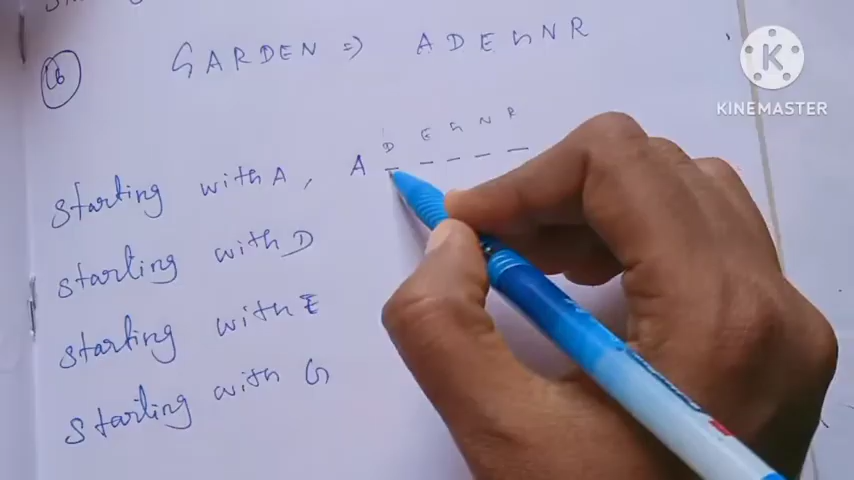 16
GARDEN => ADEGNR
D E G N R
starting with A, A _ _ _ _ _
starting with D
starting with E
starting with G
K
KINEMASTER